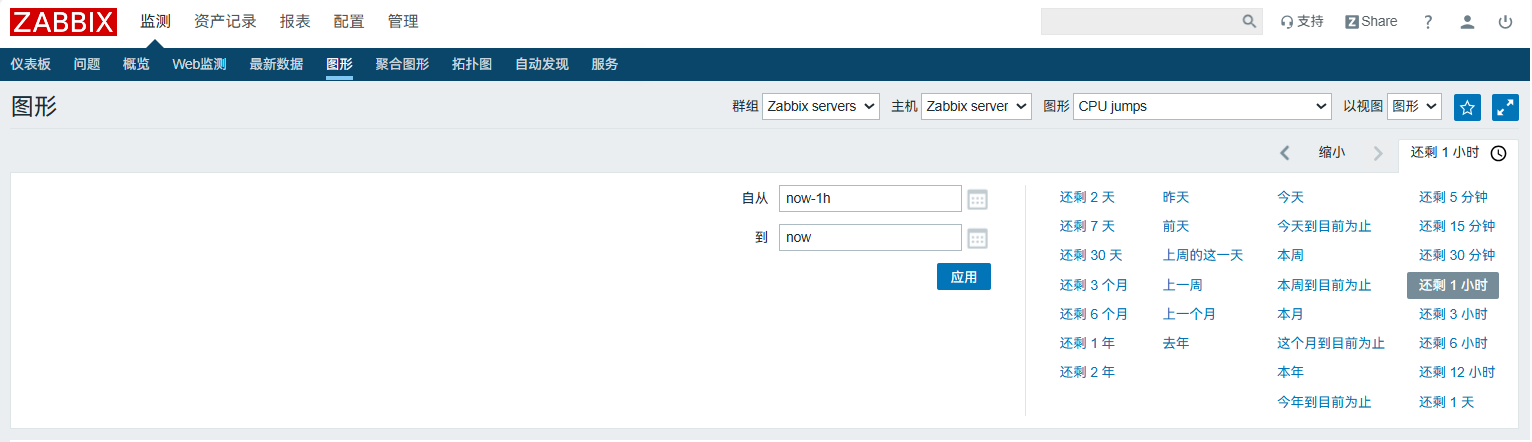 ZABBIX 监测 资产记录 报表 配置 管理 支持 Z Share ?
仪表板 问题 概览 Web监测 最新数据 图形 聚合图形 拓扑图 自动发现 服务
图形 群组 Zabbix servers 主机 Zabbix server 图形 CPU jumps 以视图 图形
缩小 还剩 1 小时
自从 now-1h 还剩 2 天 昨天 今天 还剩 5 分钟
还剩 7 天 前天 今天到目前为止 还剩 15 分钟
到 now
还剩 30 天 上周的这一天 本周 还剩 30 分钟
应用 还剩 3 个月 上一周 本周到目前为止 还剩 1 小时
还剩 6 个月 上一个月 本月 还剩 3 小时
还剩 1 年 去年 这个月到目前为止 还剩 6 小时
还剩 2 年 本年 还剩 12 小时
今年到目前为止 还剩 1 天